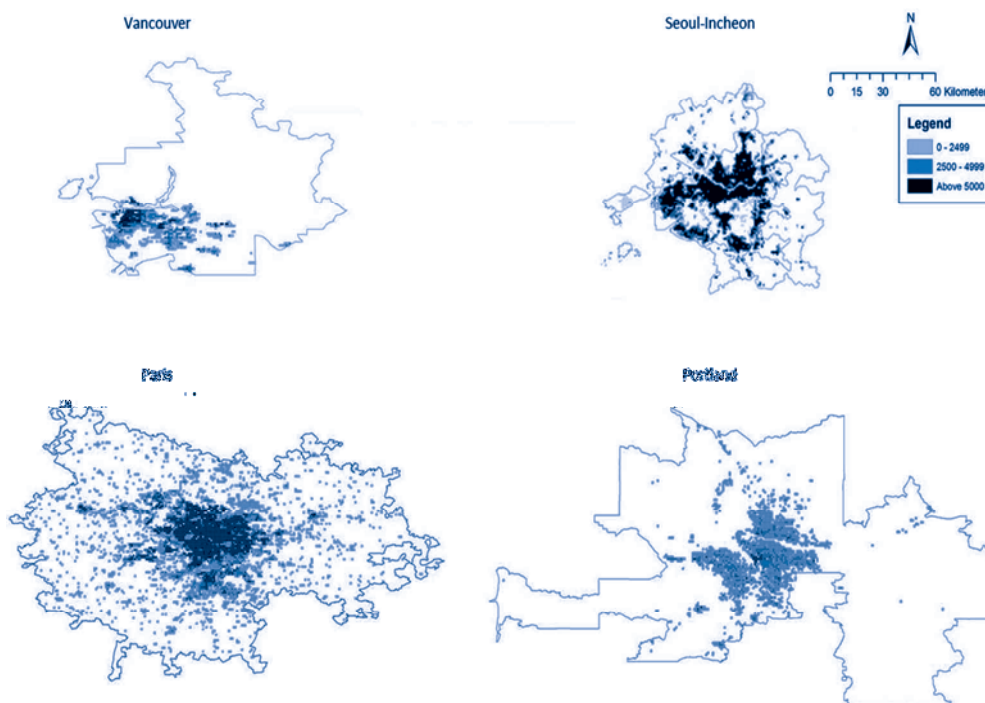 Vancouver
Seoul-Incheon
N
0 15 30 60 Kilometer
Legend
0 - 2499
2500 - 4999
Above 5000
Paris
Portland